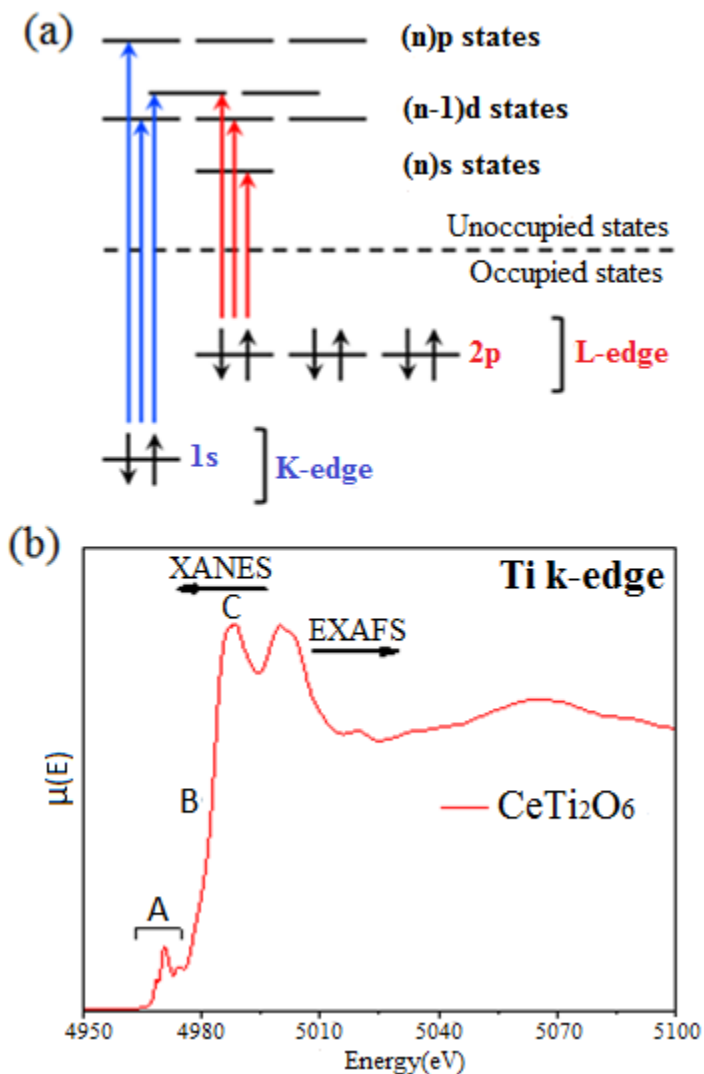 (a)
(n)p states
(n-1)d states
(n)s states
Unoccupied states
Occupied states
2p
L-edge
1s
K-edge
(b)
XANES
Ti k-edge
C
EXAFS
μ(E)
B
CeTi₂O₆
A
4950 4980 5010 5040 5070 5100
Energy(eV)